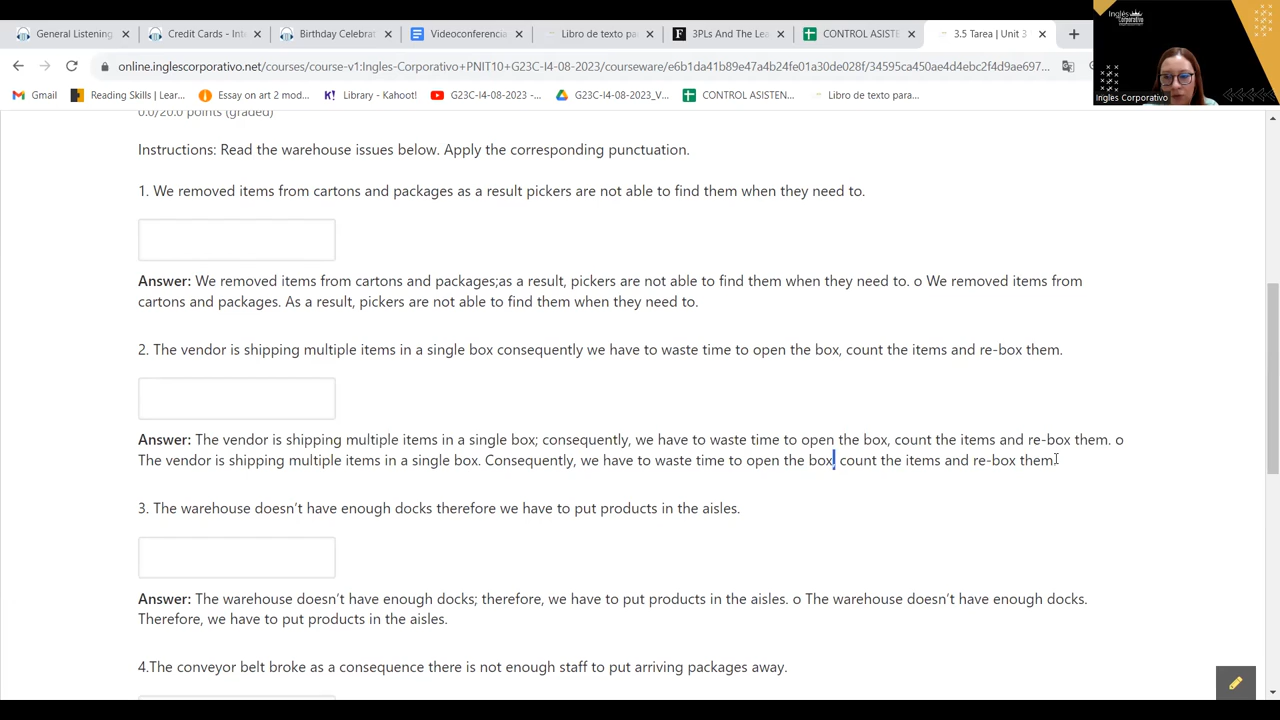 General Listening
Credit Cards - Int
Birthday Celebrat
Videoconferencia
Libro de texto pa
3PLs And The Lea
CONTROL ASISTE
3.5 Tarea | Unit 3
online.inglescorporativo.net/courses/course-v1:Ingles-Corporativo+PNT10+G23C-I4-08-2023/courseware/e6b1da41b89e47a4b24fe01a30de028f/34595ca450ae4d4ebc2f4d9ae697...
Gmail
Reading Skills | Lear...
Essay on art 2 mod...
Library - Kahoot!
G23C-I4-08-2023 -...
G23C-I4-08-2023_V...
CONTROL ASISTEN...
Libro de texto para...
Inglés
Corporativo
Ingles Corporativo
0.0/20.0 points (graded)
Instructions: Read the warehouse issues below. Apply the corresponding punctuation.
1. We removed items from cartons and packages as a result pickers are not able to find them when they need to.
Answer: We removed items from cartons and packages;as a result, pickers are not able to find them when they need to. o We removed items from
cartons and packages. As a result, pickers are not able to find them when they need to.
2. The vendor is shipping multiple items in a single box consequently we have to waste time to open the box, count the items and re-box them.
Answer: The vendor is shipping multiple items in a single box; consequently, we have to waste time to open the box, count the items and re-box them. o
The vendor is shipping multiple items in a single box. Consequently, we have to waste time to open the box, count the items and re-box them.
3. The warehouse doesn’t have enough docks therefore we have to put products in the aisles.
Answer: The warehouse doesn’t have enough docks; therefore, we have to put products in the aisles. o The warehouse doesn’t have enough docks.
Therefore, we have to put products in the aisles.
4.The conveyor belt broke as a consequence there is not enough staff to put arriving packages away.